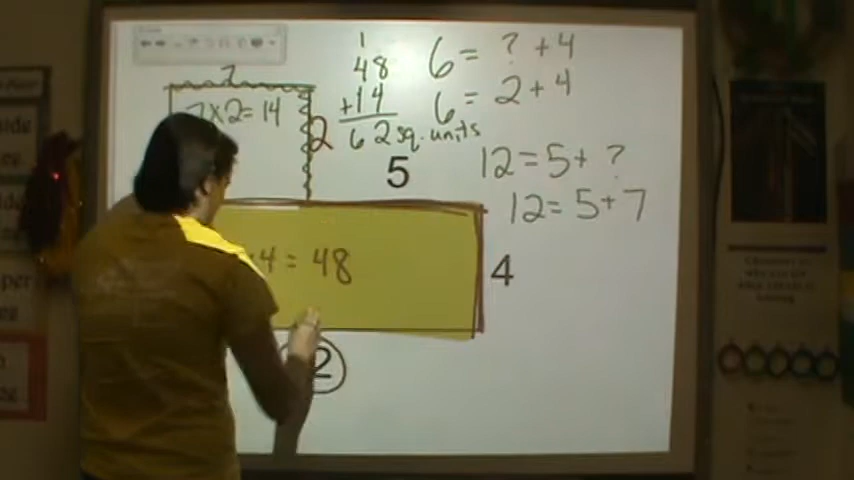 7
7x2=14
2
1
48
+14
62 sq. units
6 = ? + 4
6 = 2 + 4
12 = 5 + ?
12 = 5 + 7
5
4 = 48
4
2